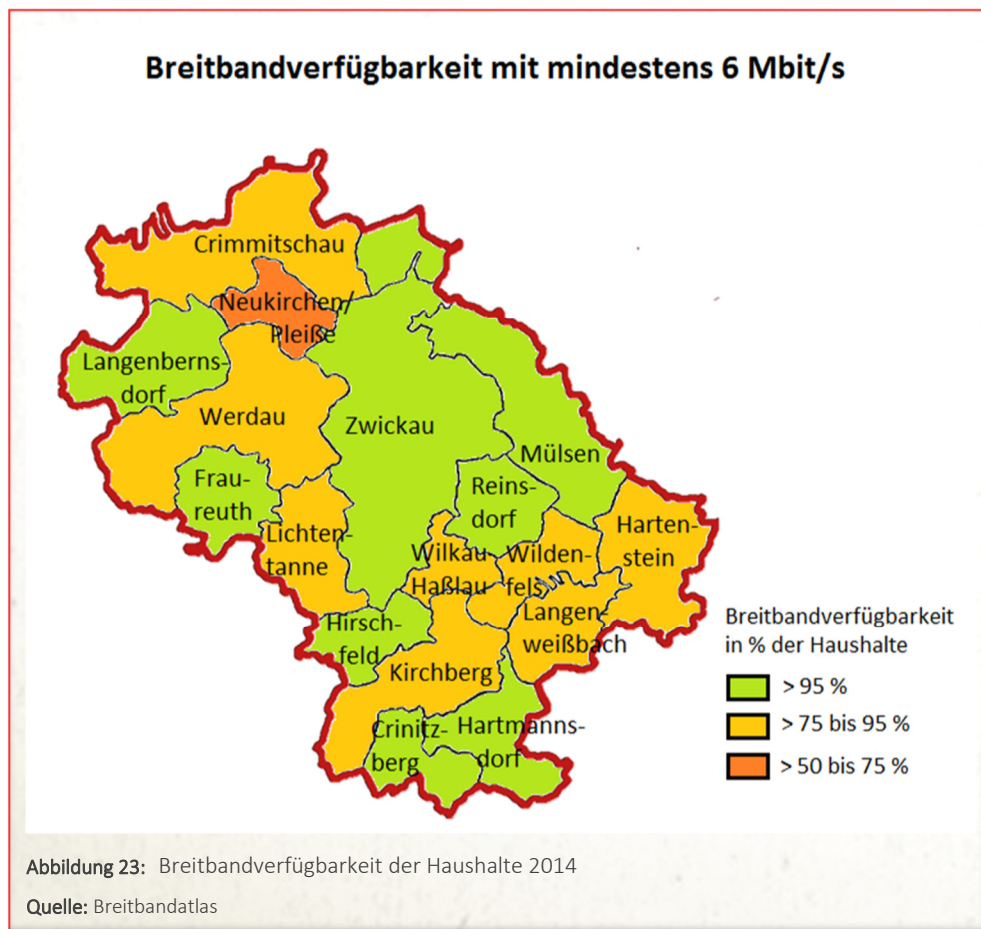 Breitbandverfügbarkeit mit mindestens 6 Mbit/s
Crimmitschau
Neukirchen/
Pleiße
Langenberns-
dorf
Werdau
Zwickau
Mülsen
Frau-
reuth
Reins-
dorf
Lichten-
tanne
Wilkau-
Haßlau
Wilden-
fels
Harten-
stein
Langen-
weißbach
Hirsch-
feld
Kirchberg
Crinitz-
berg
Hartmanns-
dorf
Breitbandverfügbarkeit
in % der Haushalte
> 95 %
> 75 bis 95 %
> 50 bis 75 %
Abbildung 23: Breitbandverfügbarkeit der Haushalte 2014
Quelle: Breitbandatlas